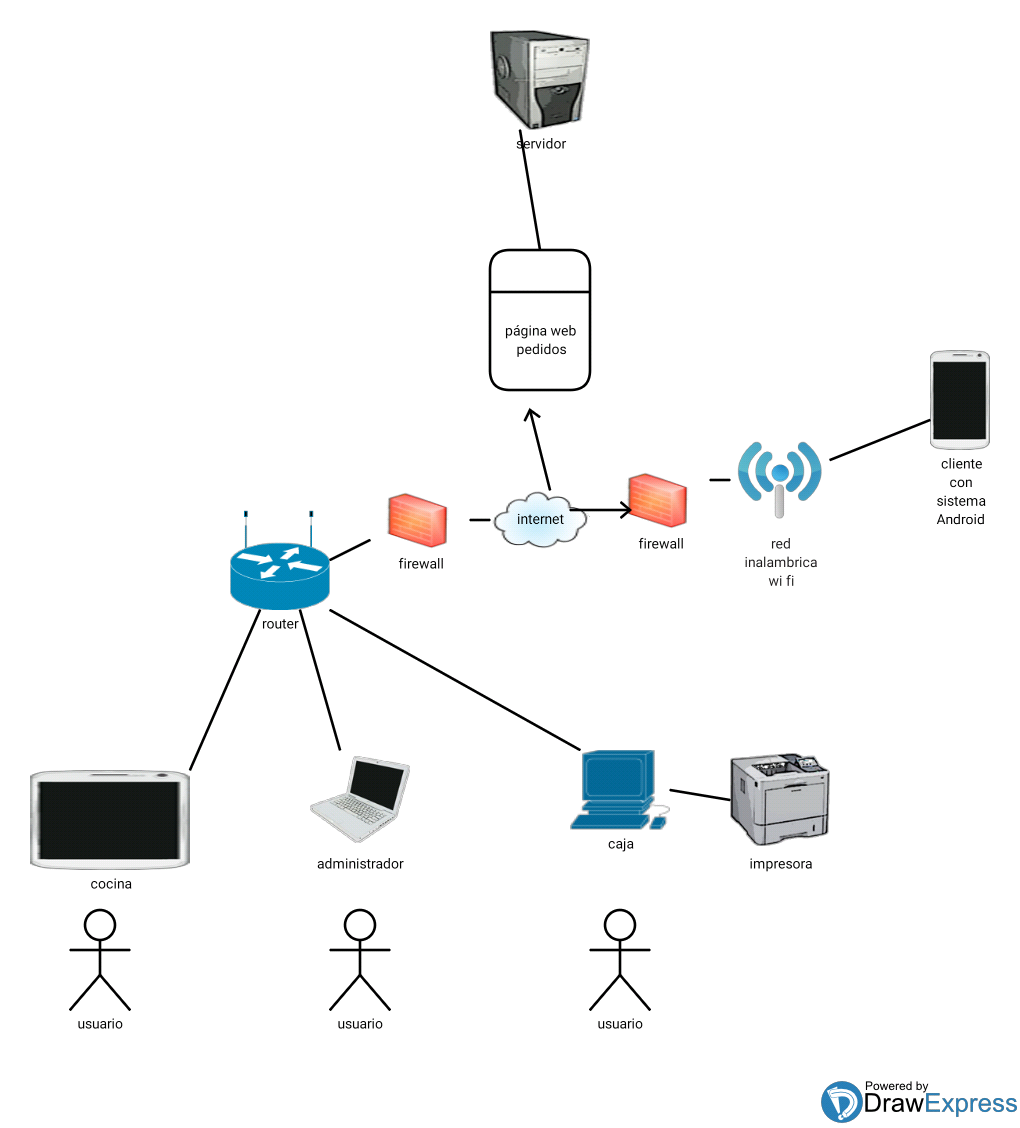 servidor
página web
pedidos
cliente
con
sistema
Android
internet
firewall
red
inalambrica
wi fi
firewall
router
cocina
administrador
caja
impresora
usuario
usuario
usuario
Powered by
DrawExpress